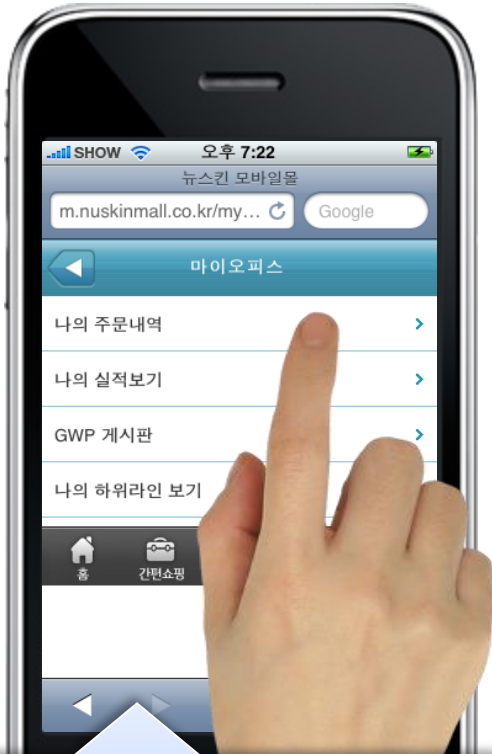 SHOW 오후 7:22
뉴스킨 모바일몰
m.nuskinmall.co.kr/my... Google
마이오피스
나의 주문내역
나의 실적보기
GWP 게시판
나의 하위라인 보기
홈 간편쇼핑